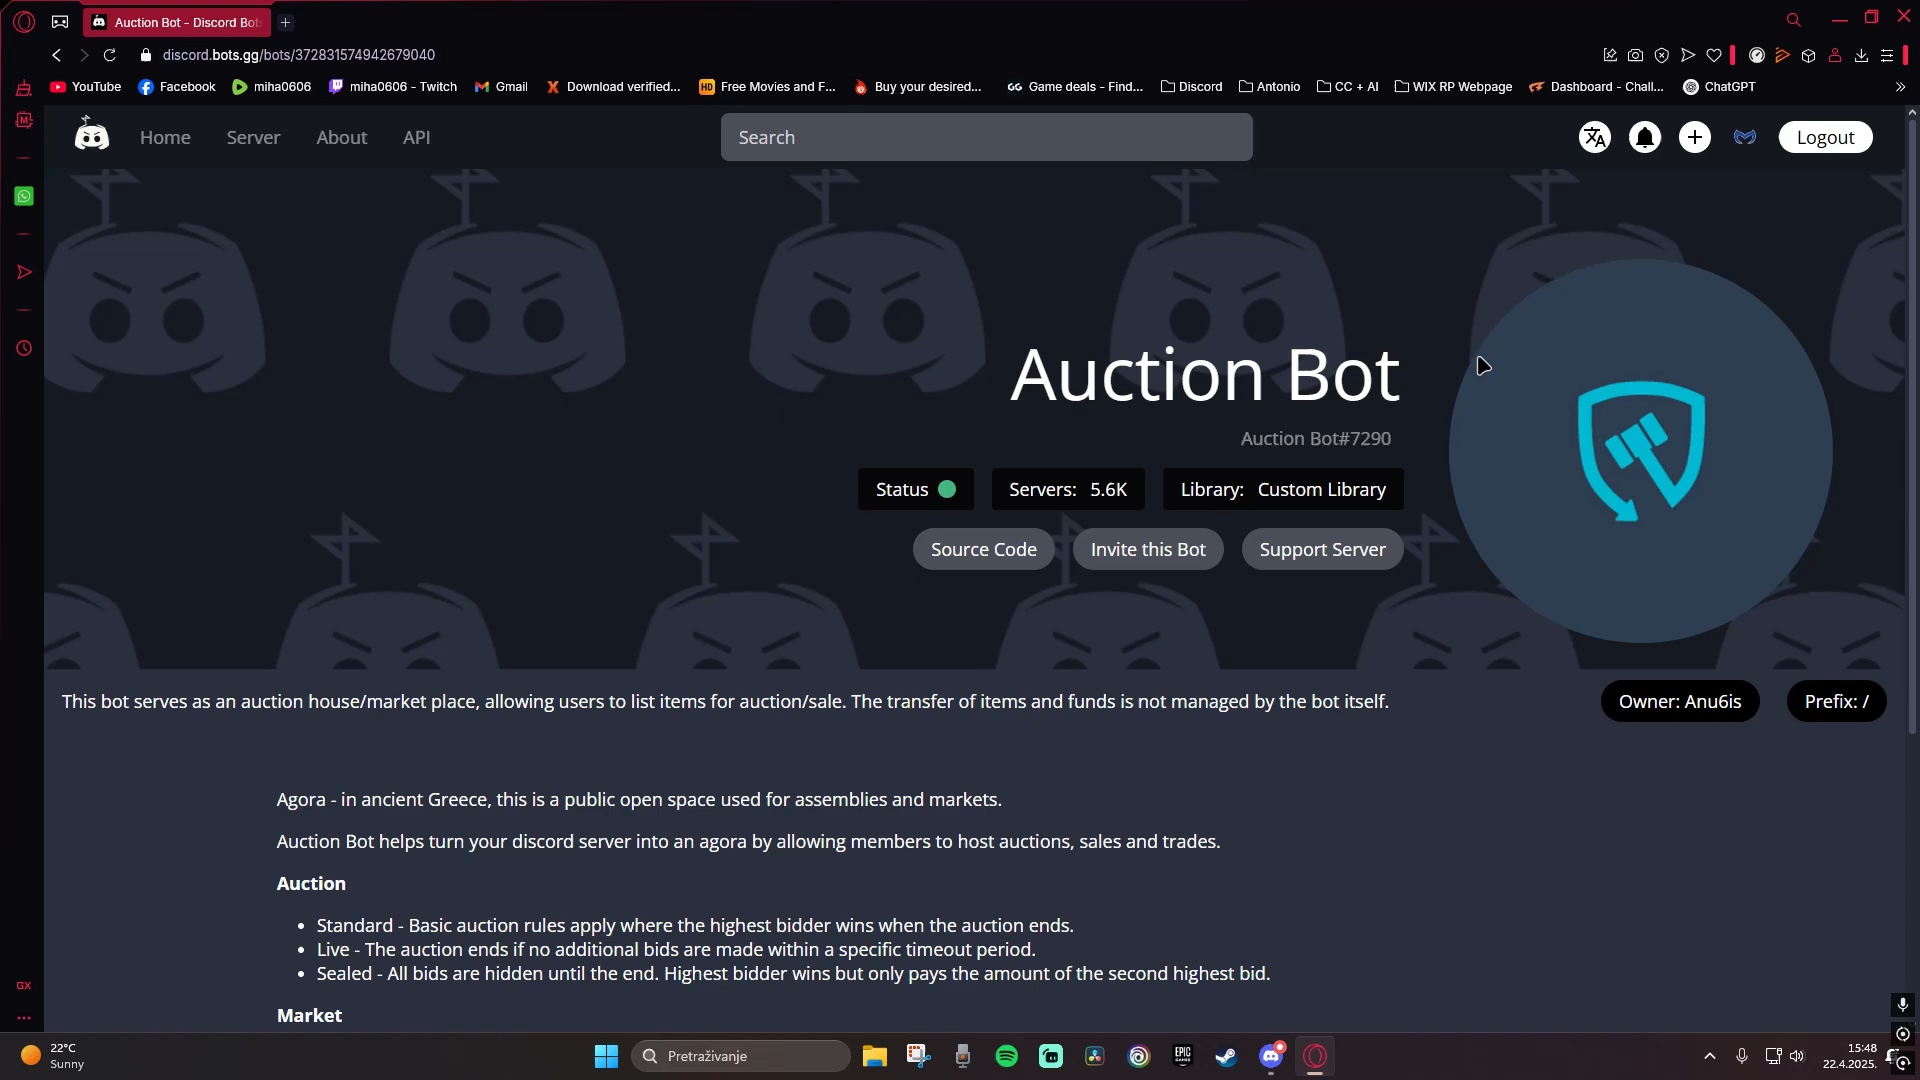 Auction Bot - Discord Bot
discord.bots.gg/bots/372831574942679040
YouTube Facebook miha0606 miha0606 - Twitch Gmail Download verified... Free Movies and F... Buy your desired... Game deals - Find... Discord Antonio CC + AI WIX RP Webpage Dashboard - Chall... ChatGPT
Home Server About API Search Logout
Auction Bot
Auction Bot#7290
Status Servers: 5.6K Library: Custom Library
Source Code Invite this Bot Support Server
This bot serves as an auction house/market place, allowing users to list items for auction/sale. The transfer of items and funds is not managed by the bot itself. Owner: Anu6is Prefix: /
Agora - in ancient Greece, this is a public open space used for assemblies and markets.
Auction Bot helps turn your discord server into an agora by allowing members to host auctions, sales and trades.
Auction
• Standard - Basic auction rules apply where the highest bidder wins when the auction ends.
• Live - The auction ends if no additional bids are made within a specific timeout period.
• Sealed - All bids are hidden until the end. Highest bidder wins but only pays the amount of the second highest bid.
Market
GX
22°C
Sunny
Pretraživanje
EPIC GAMES
15:48
22.4.2025.